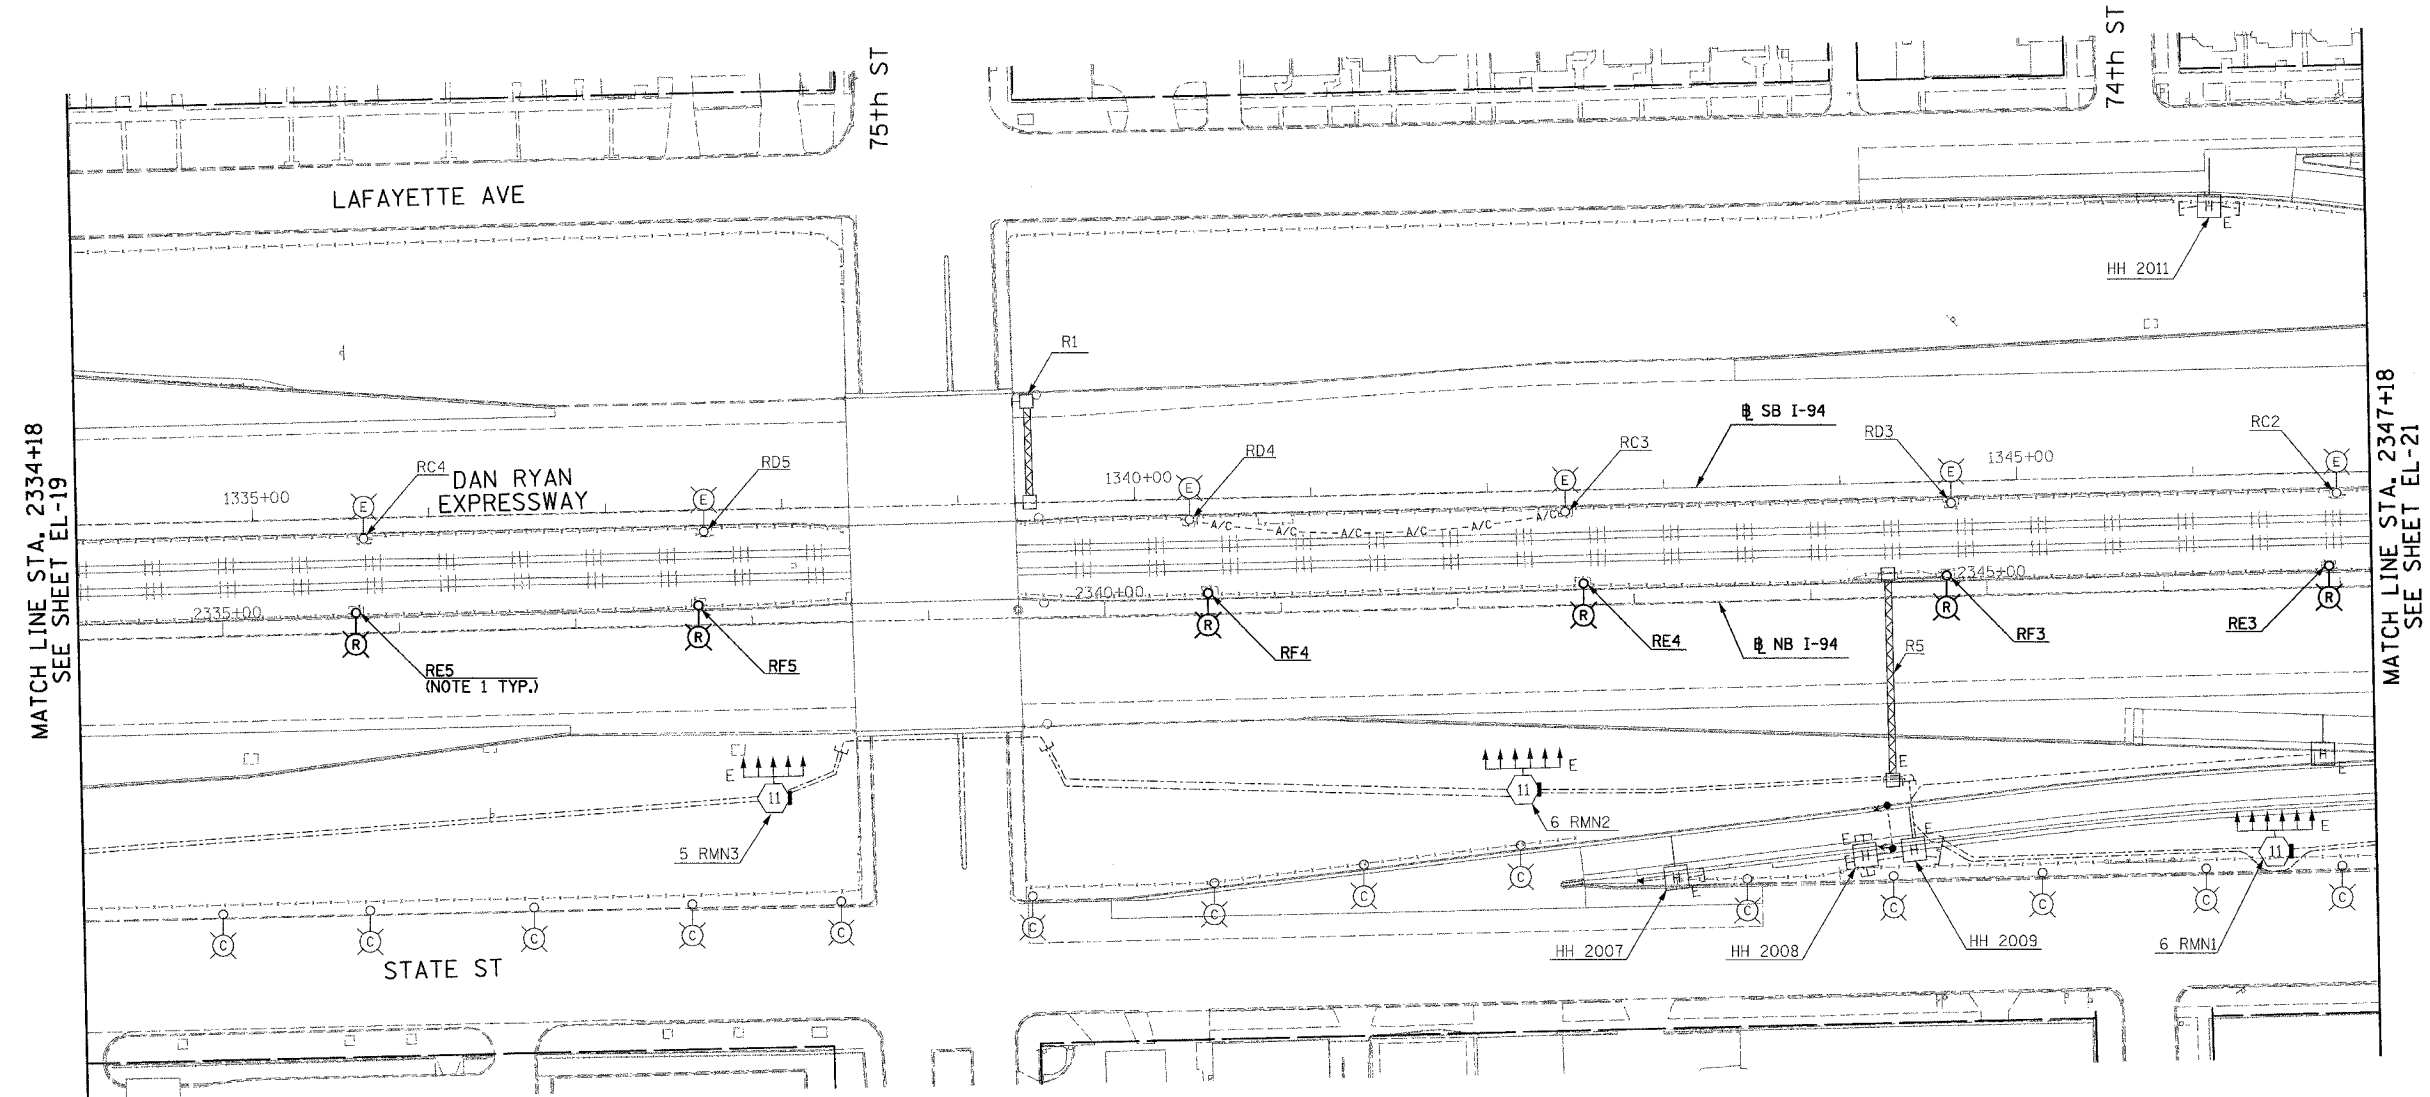 75th ST
74th ST
LAFAYETTE AVE
HH 2011
R1
℄ SB I-94
MATCH LINE STA. 2334+18
SEE SHEET EL-19
MATCH LINE STA. 2347+18
SEE SHEET EL-21
1335+00
E
RC4
DAN RYAN
EXPRESSWAY
E
RD5
1340+00
E
RD4
E
RC3
RD3
E
1345+00
RC2
E
A/C
A/C
A/C
A/C
A/C
A/C
2335+00
R
RE5
(NOTE 1 TYP.)
R
RF5
2340+00
R
RF4
R
RE4
℄ NB I-94
R
2345+00
RF3
R5
RE3
R
H
E
E
E
11
5 RMN3
E
11
6 RMN2
E
H
E
E
11
6 RMN1
H
E
HH 2007
E
H
E
HH 2008
E
H
HH 2009
C
C
C
C
C
C
C
C
C
C
C
C
C
C
STATE ST